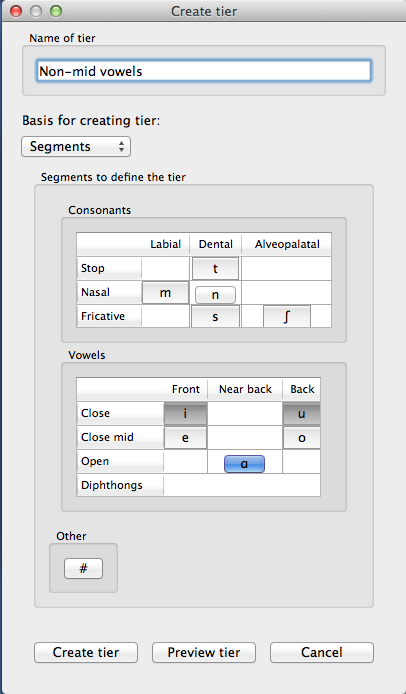 Create tier
Name of tier
Non-mid vowels
Basis for creating tier:
Segments
Segments to define the tier
Consonants
Labial Dental Alveopalatal
Stop t
Nasal m n
Fricative s ʃ
Vowels
Front Near back Back
Close i u
Close mid e o
Open ɑ
Diphthongs
Other
#
Create tier Preview tier Cancel